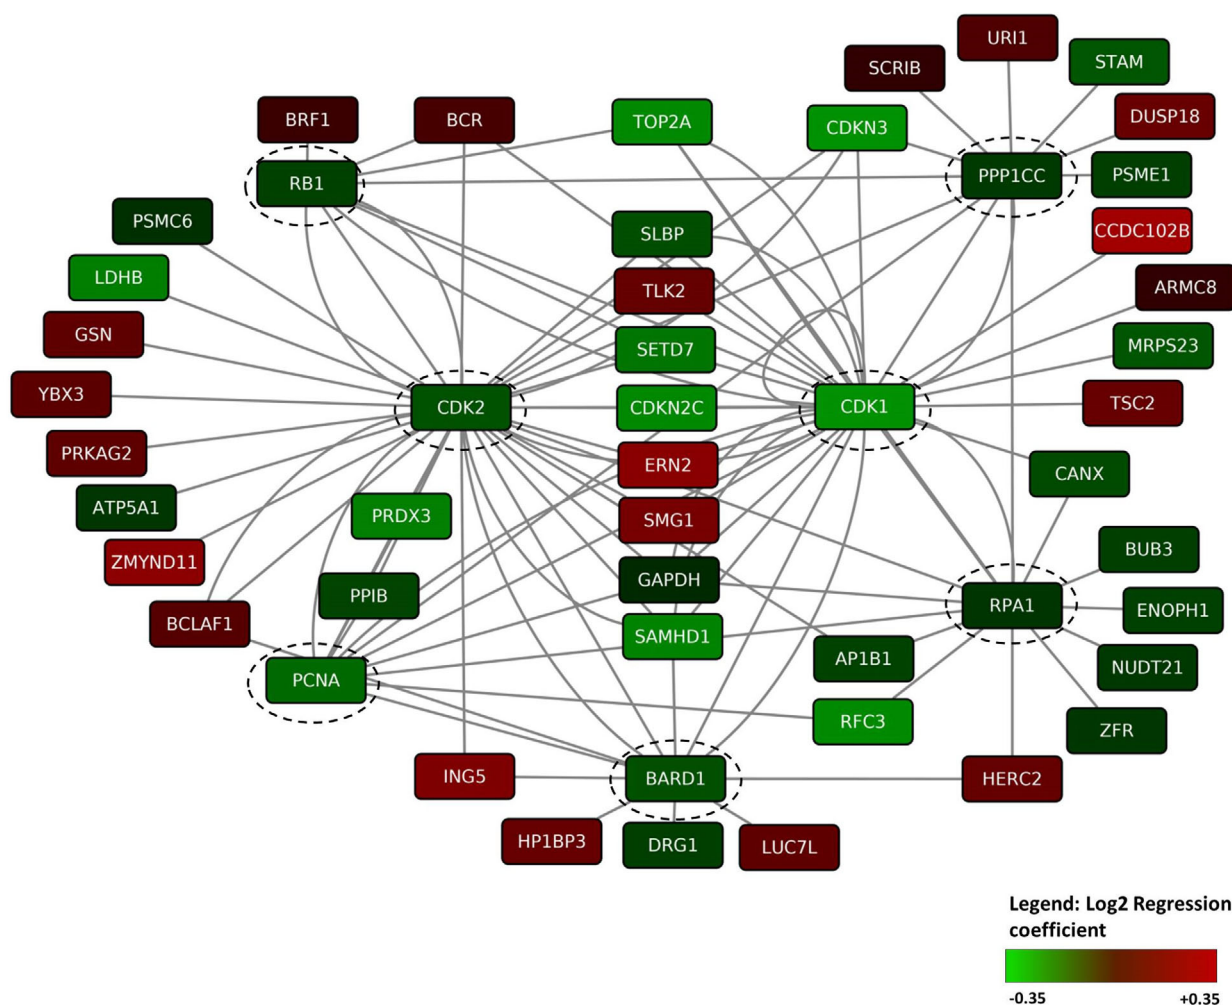 URI1
SCRIB
STAM
BRF1
BCR
TOP2A
CDKN3
DUSP18
RB1
PPP1CC
PSME1
PSMC6
SLBP
CCDC102B
LDHB
TLK2
ARMC8
GSN
SETD7
MRPS23
YBX3
CDK2
CDKN2C
CDK1
TSC2
PRKAG2
ERN2
CANX
ATP5A1
PRDX3
SMG1
ZMYND11
GAPDH
BUB3
BCLAF1
PPIB
RPA1
ENOPH1
SAMHD1
AP1B1
NUDT21
PCNA
RFC3
ZFR
ING5
BARD1
HERC2
HP1BP3
DRG1
LUC7L
Legend: Log2 Regression
coefficient
-0.35 +0.35